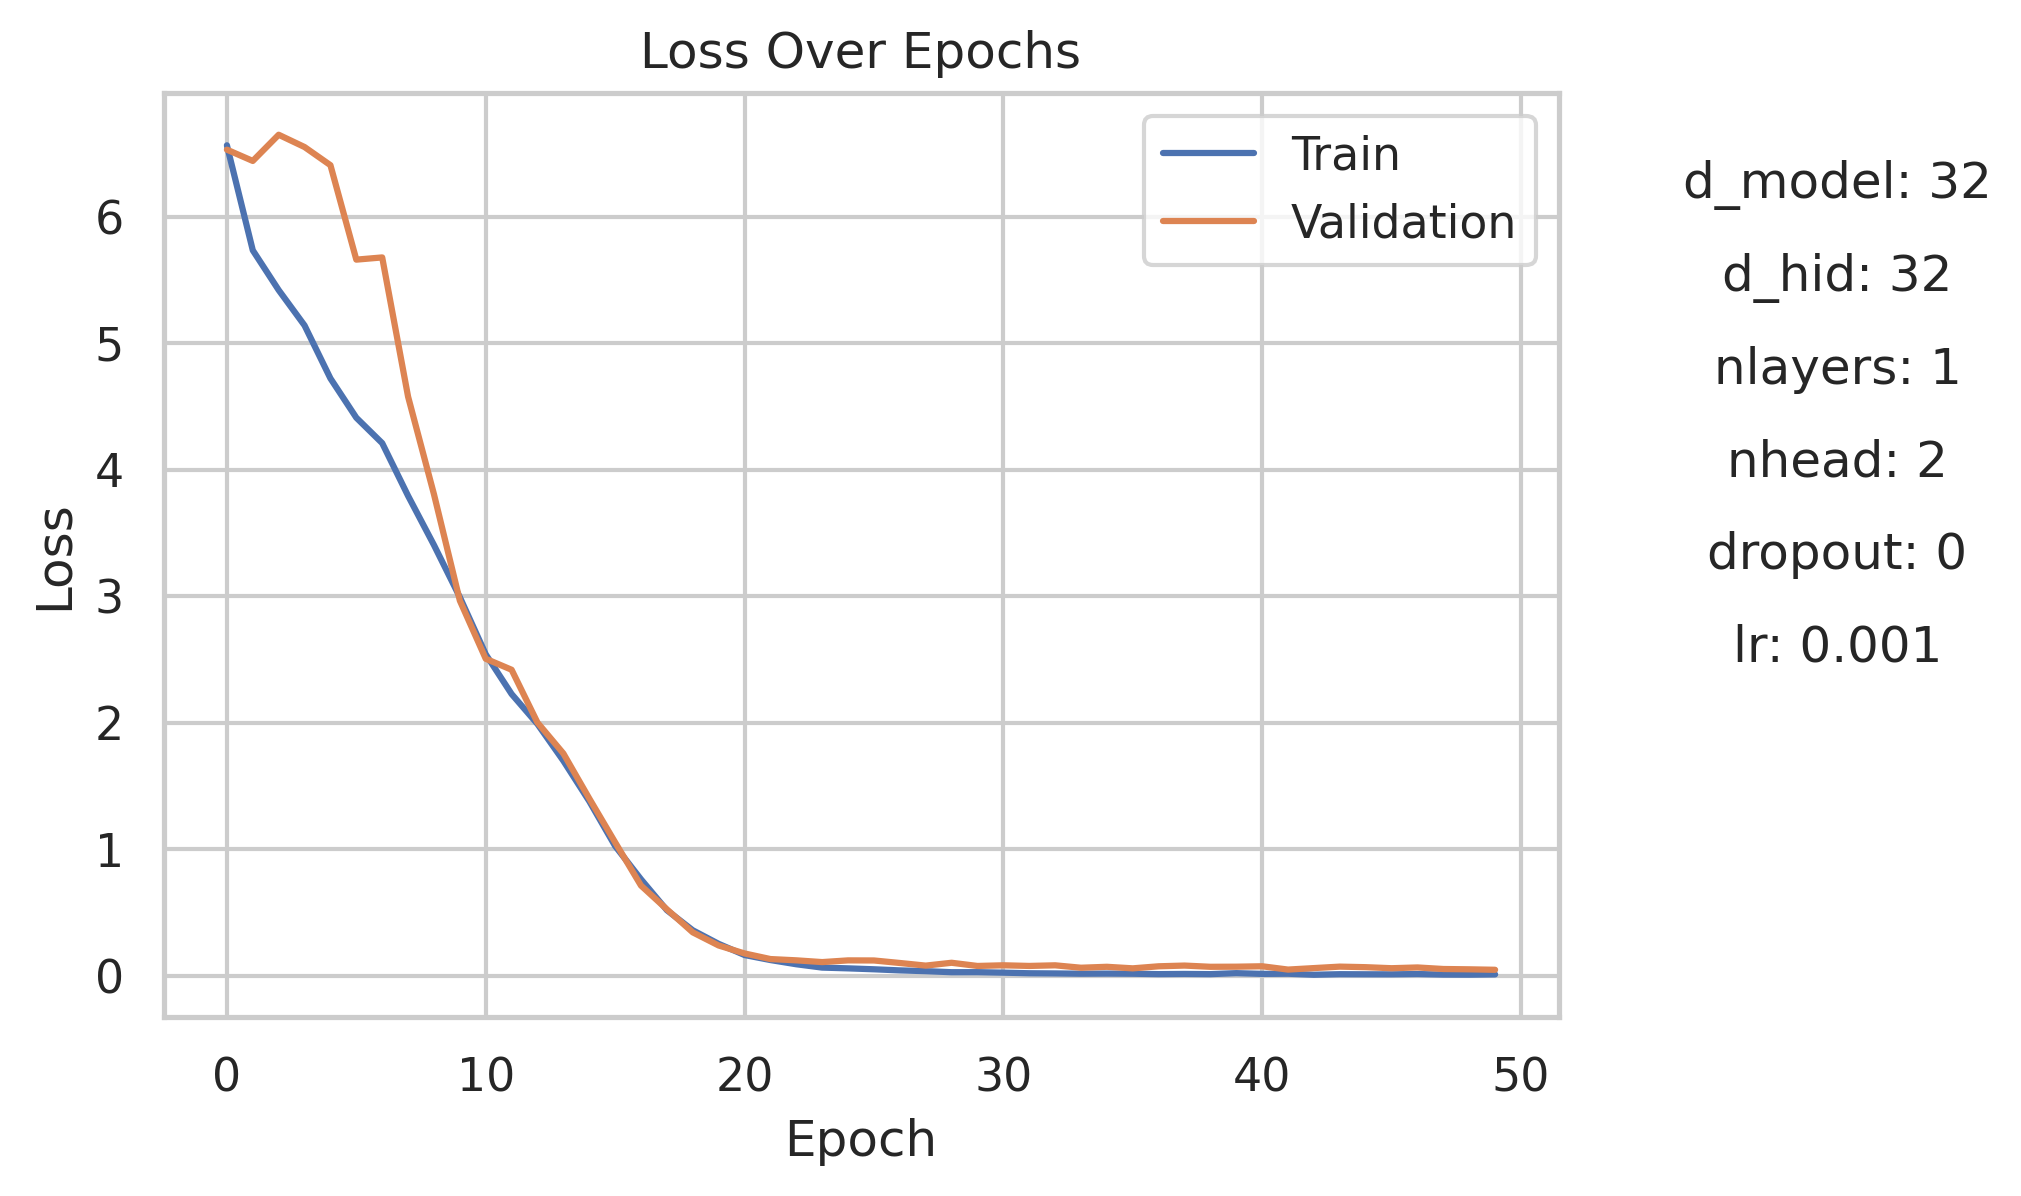 Loss Over Epochs
Train
Validation
6
5
4
3
2
1
0
Loss
0 10 20 30 40 50
Epoch
d_model: 32
d_hid: 32
nlayers: 1
nhead: 2
dropout: 0
lr: 0.001